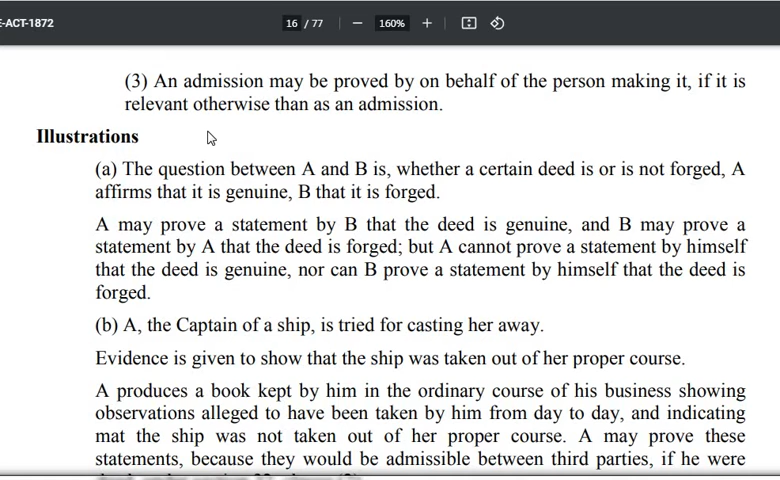 E-ACT-1872
16 / 77
160%
(3) An admission may be proved by on behalf of the person making it, if it is
relevant otherwise than as an admission.
Illustrations
(a) The question between A and B is, whether a certain deed is or is not forged, A
affirms that it is genuine, B that it is forged.
A may prove a statement by B that the deed is genuine, and B may prove a
statement by A that the deed is forged; but A cannot prove a statement by himself
that the deed is genuine, nor can B prove a statement by himself that the deed is
forged.
(b) A, the Captain of a ship, is tried for casting her away.
Evidence is given to show that the ship was taken out of her proper course.
A produces a book kept by him in the ordinary course of his business showing
observations alleged to have been taken by him from day to day, and indicating
mat the ship was not taken out of her proper course. A may prove these
statements, because they would be admissible between third parties, if he were